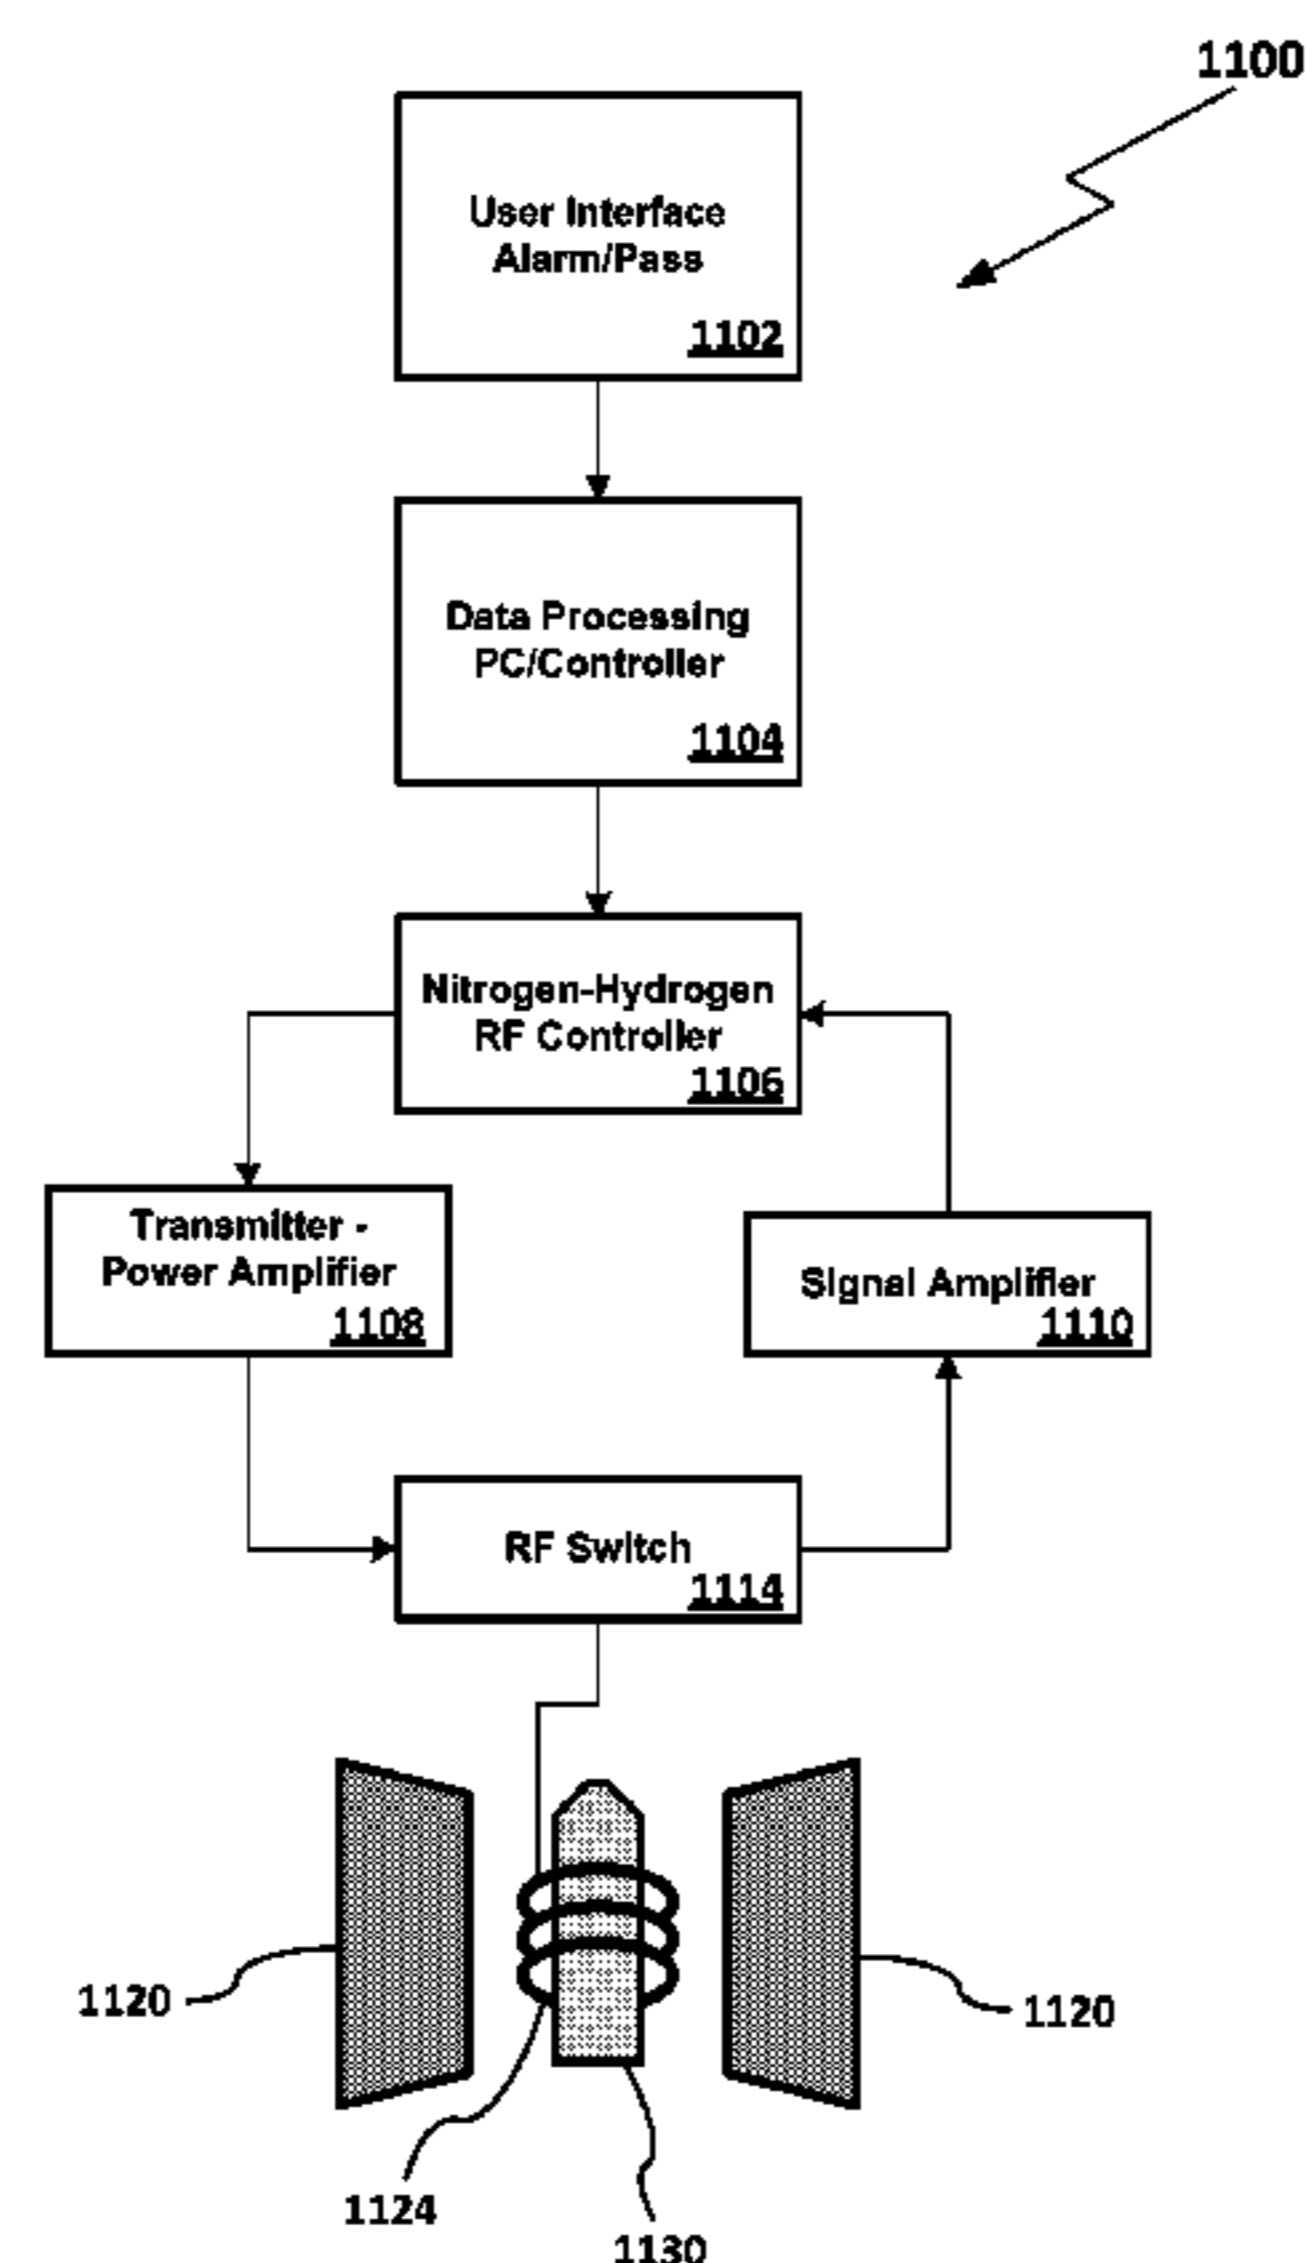 1100
User Interface
Alarm/Pass
1102
Data Processing
PC/Controller
1104
Nitrogen-Hydrogen
RF Controller
1106
Transmitter -
Power Amplifier
1108
Signal Amplifier
1110
RF Switch
1114
1120
1120
1124
1130